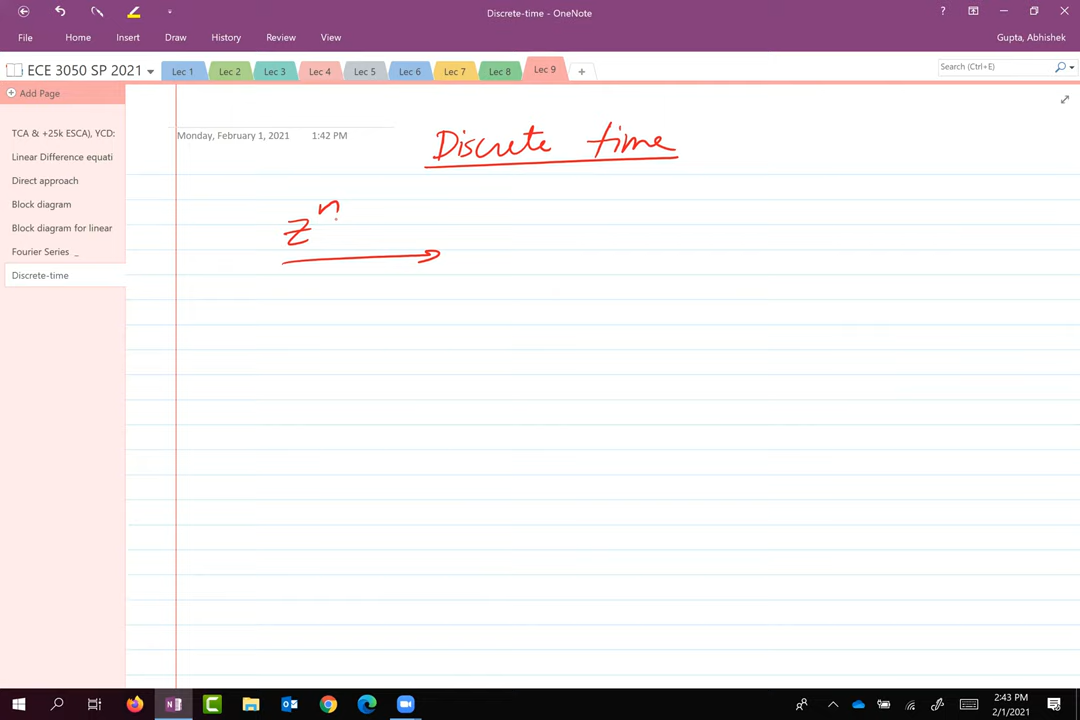 Discrete-time - OneNote
?
File Home Insert Draw History Review View Gupta, Abhishek
ECE 3050 SP 2021 Lec 1 Lec 2 Lec 3 Lec 4 Lec 5 Lec 6 Lec 7 Lec 8 Lec 9 + Search (Ctrl+E)
Add Page
TCA & +25k ESCA), YCD:
Linear Difference equati
Direct approach
Block diagram
Block diagram for linear
Fourier Series _
Discrete-time
Monday, February 1, 2021 1:42 PM
Discrete time
zⁿ
2:43 PM
2/1/2021